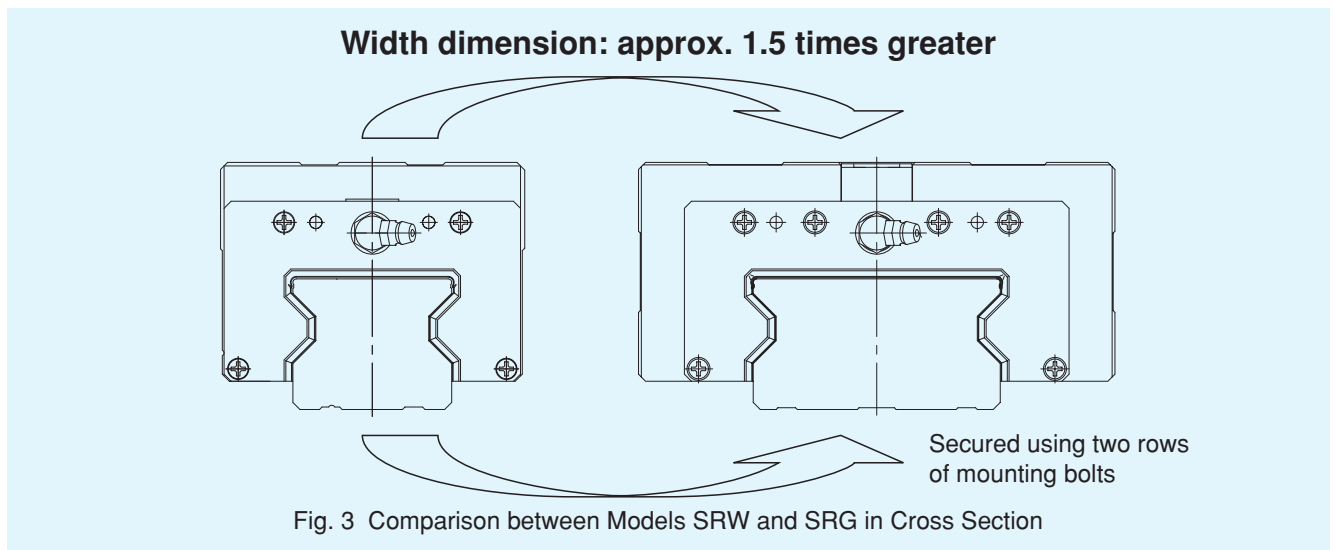 Width dimension: approx. 1.5 times greater
Secured using two rows
of mounting bolts
Fig. 3 Comparison between Models SRW and SRG in Cross Section